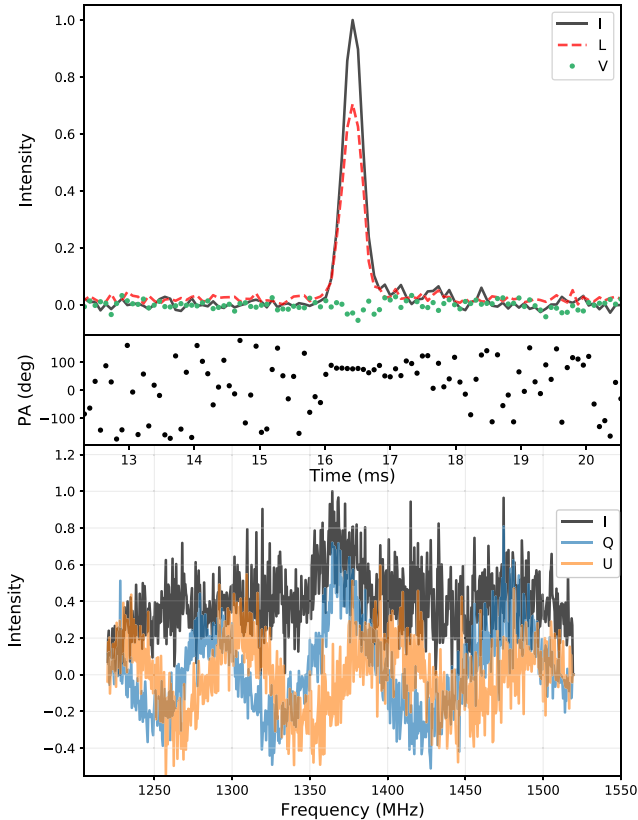 1.0
0.8
0.6
0.4
0.2
0.0
Intensity
I
L
V
100
0
−100
PA (deg)
13 14 15 16 17 18 19 20
Time (ms)
1.2
1.0
0.8
0.6
0.4
0.2
0.0
−0.2
−0.4
Intensity
I
Q
U
1250 1300 1350 1400 1450 1500 1550
Frequency (MHz)